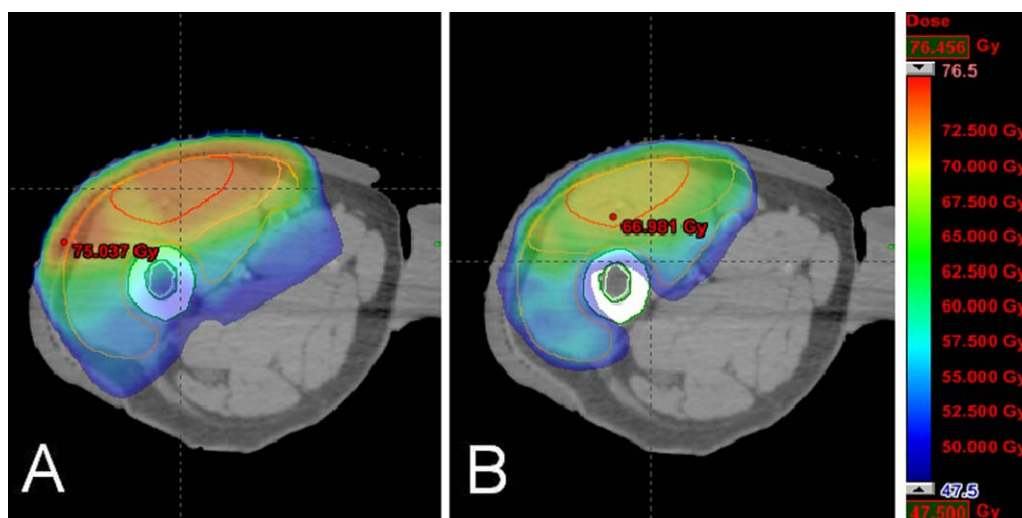 Dose
76.456 Gy
76.5
72.500 Gy
70.000 Gy
67.500 Gy
65.000 Gy
62.500 Gy
60.000 Gy
57.500 Gy
55.000 Gy
52.500 Gy
50.000 Gy
47.5
47.500 Gy
75.037 Gy
66.981 Gy
A
B